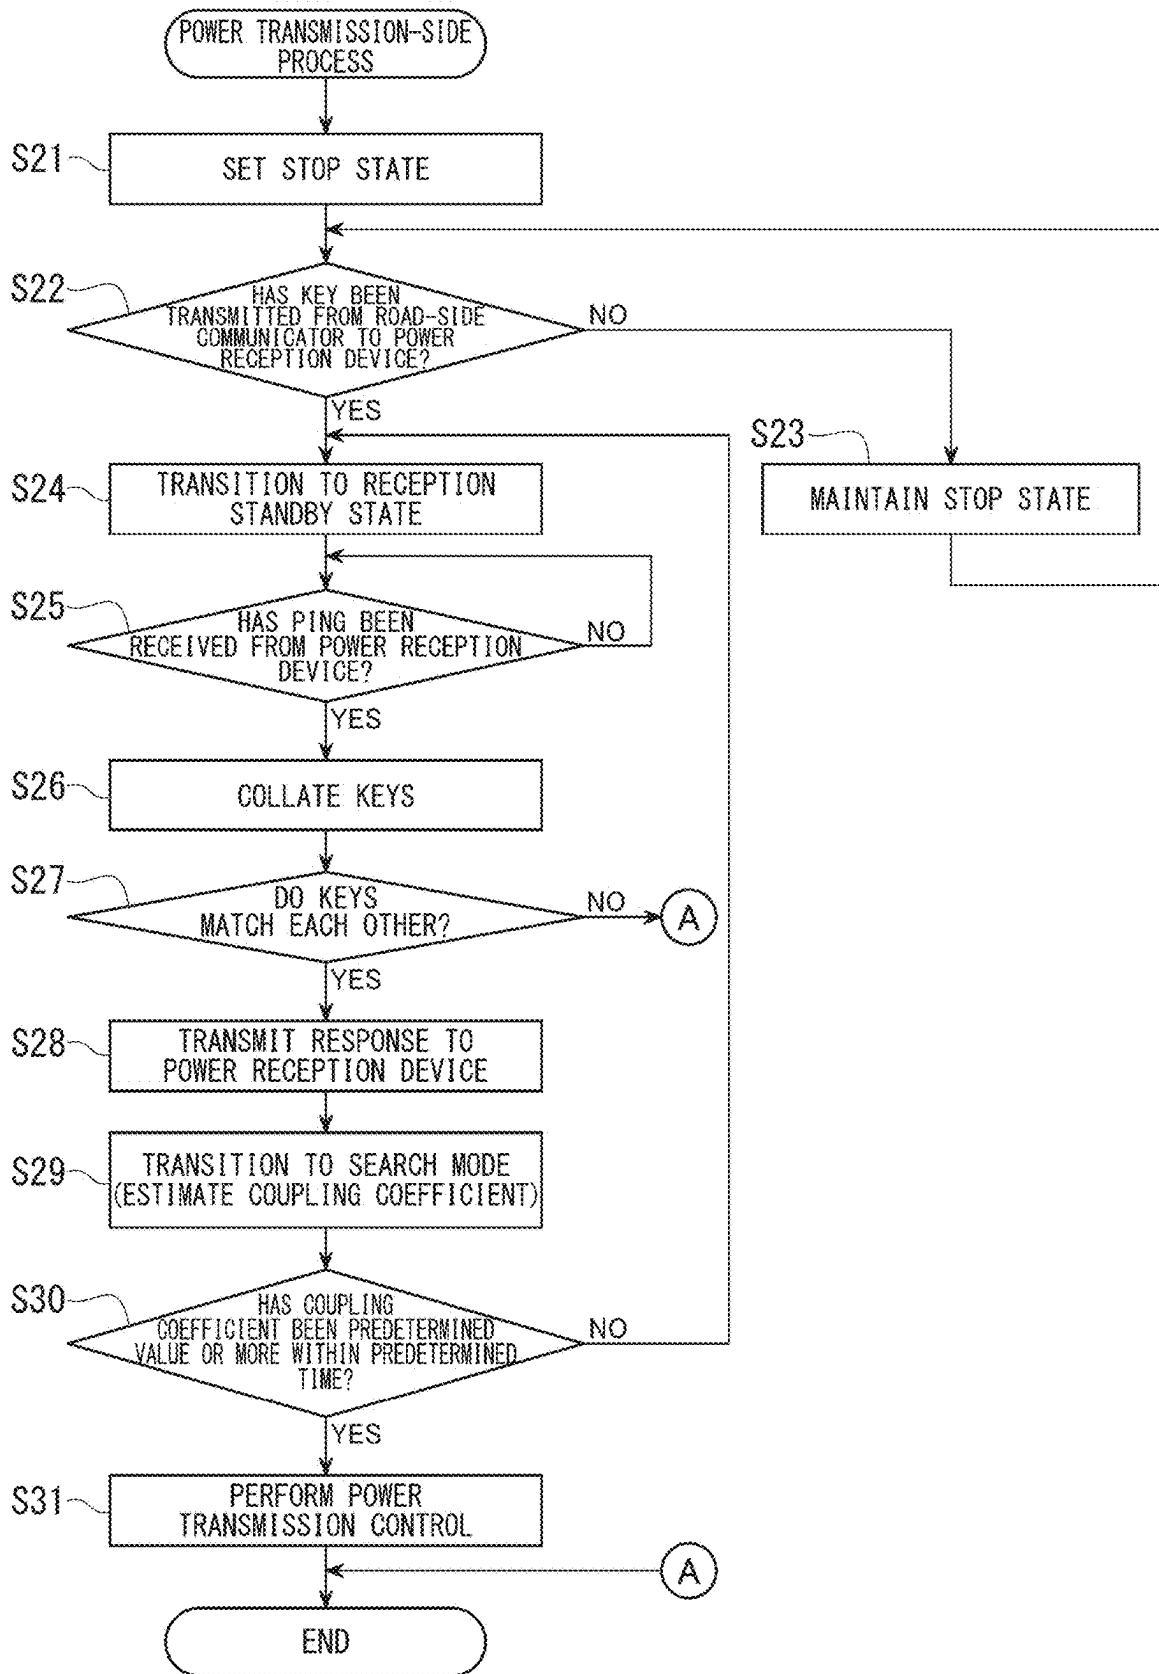 POWER TRANSMISSION-SIDE
PROCESS
S21
SET STOP STATE
S22
HAS KEY BEEN
TRANSMITTED FROM ROAD-SIDE
COMMUNICATOR TO POWER
RECEPTION DEVICE?
NO
YES
S23
MAINTAIN STOP STATE
S24
TRANSITION TO RECEPTION
STANDBY STATE
S25
HAS PING BEEN
RECEIVED FROM POWER RECEPTION
DEVICE?
NO
YES
S26
COLLATE KEYS
S27
DO KEYS
MATCH EACH OTHER?
NO
A
YES
S28
TRANSMIT RESPONSE TO
POWER RECEPTION DEVICE
S29
TRANSITION TO SEARCH MODE
(ESTIMATE COUPLING COEFFICIENT)
S30
HAS COUPLING
COEFFICIENT BEEN PREDETERMINED
VALUE OR MORE WITHIN PREDETERMINED
TIME?
NO
YES
S31
PERFORM POWER
TRANSMISSION CONTROL
A
END